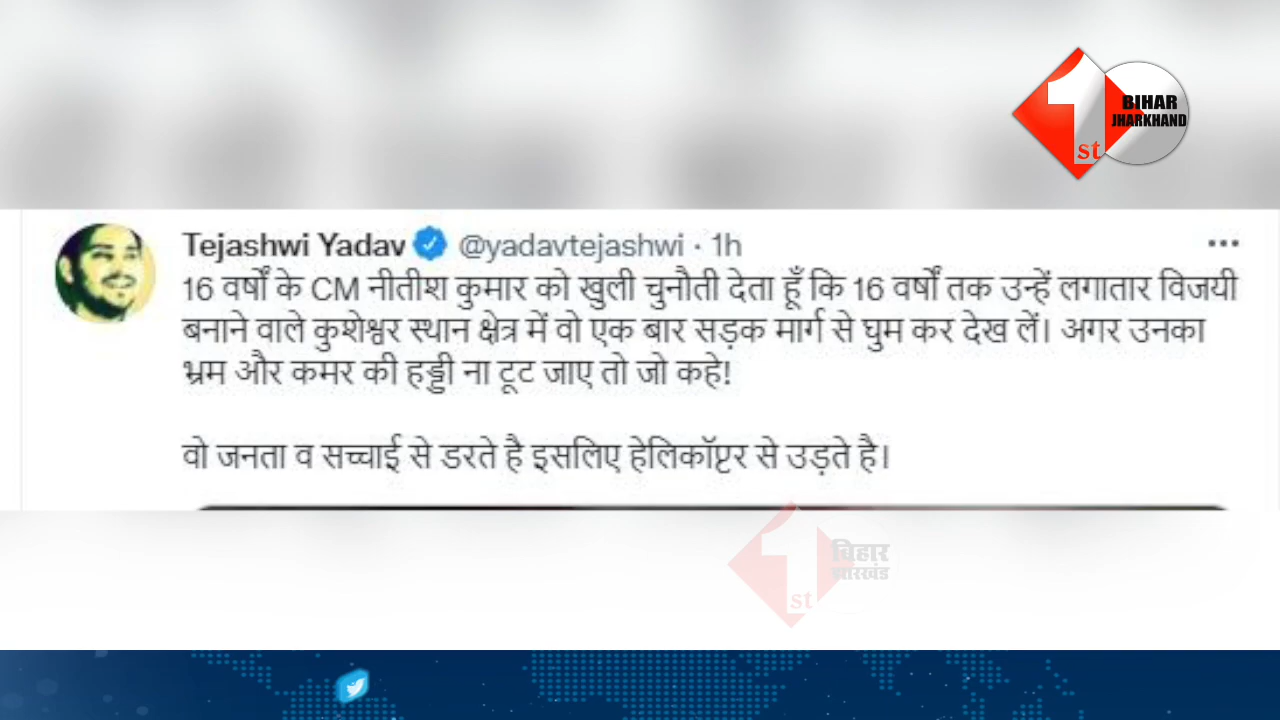 1st
BIHAR
JHARKHAND
Tejashwi Yadav @yadavtejashwi · 1h
16 वर्षों के CM नीतीश कुमार को खुली चुनौती देता हूँ कि 16 वर्षों तक उन्हें लगातार विजयी
बनाने वाले कुशेश्वर स्थान क्षेत्र में वो एक बार सड़क मार्ग से घुम कर देख लें। अगर उनका
भ्रम और कमर की हड्डी ना टूट जाए तो जो कहे!
वो जनता व सच्चाई से डरते है इसलिए हेलिकॉप्टर से उड़ते है।
1st
बिहार
झारखंड